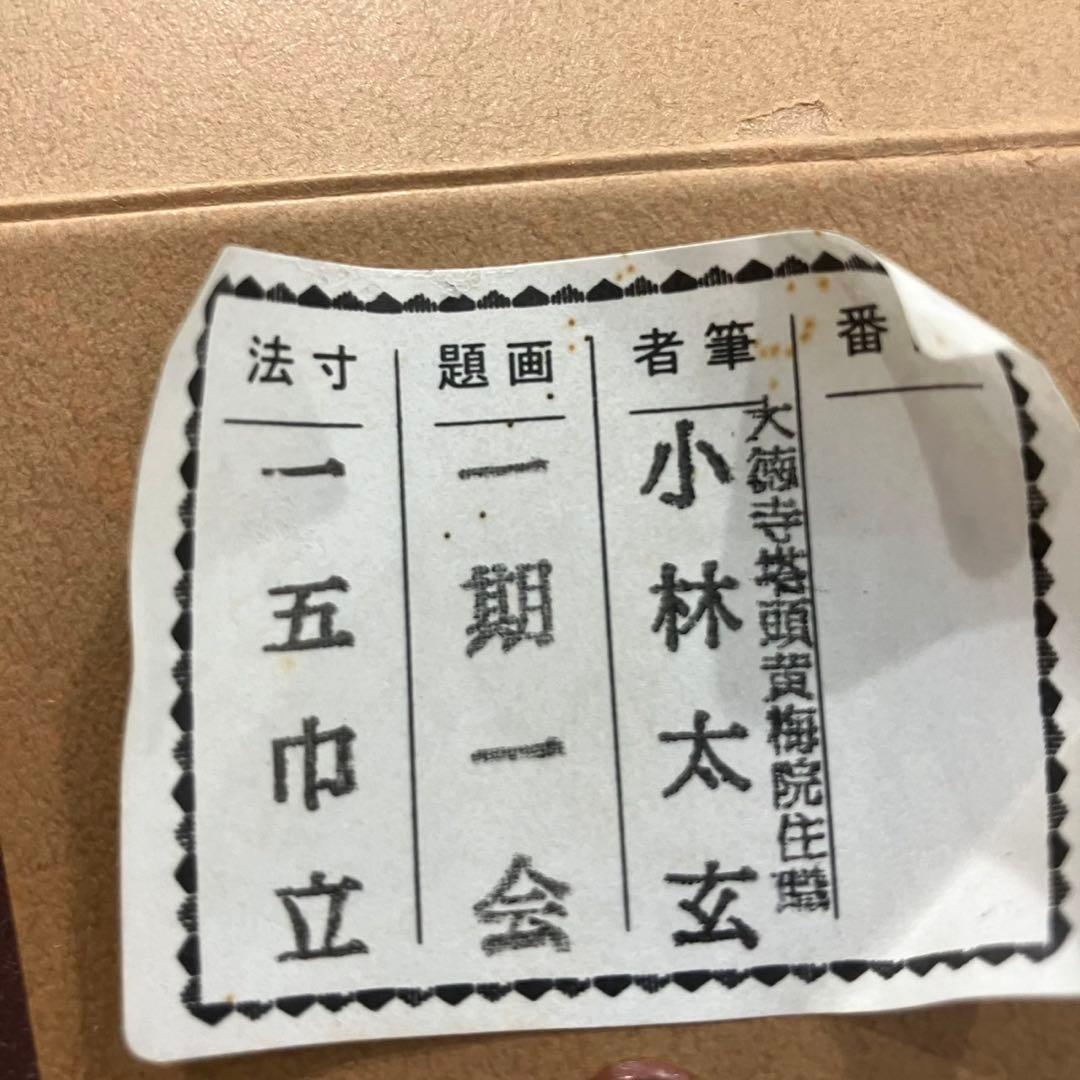 番
筆者
大徳寺塔頭黄梅院住職
小林太玄
画題
一期一会
寸法
一五巾立